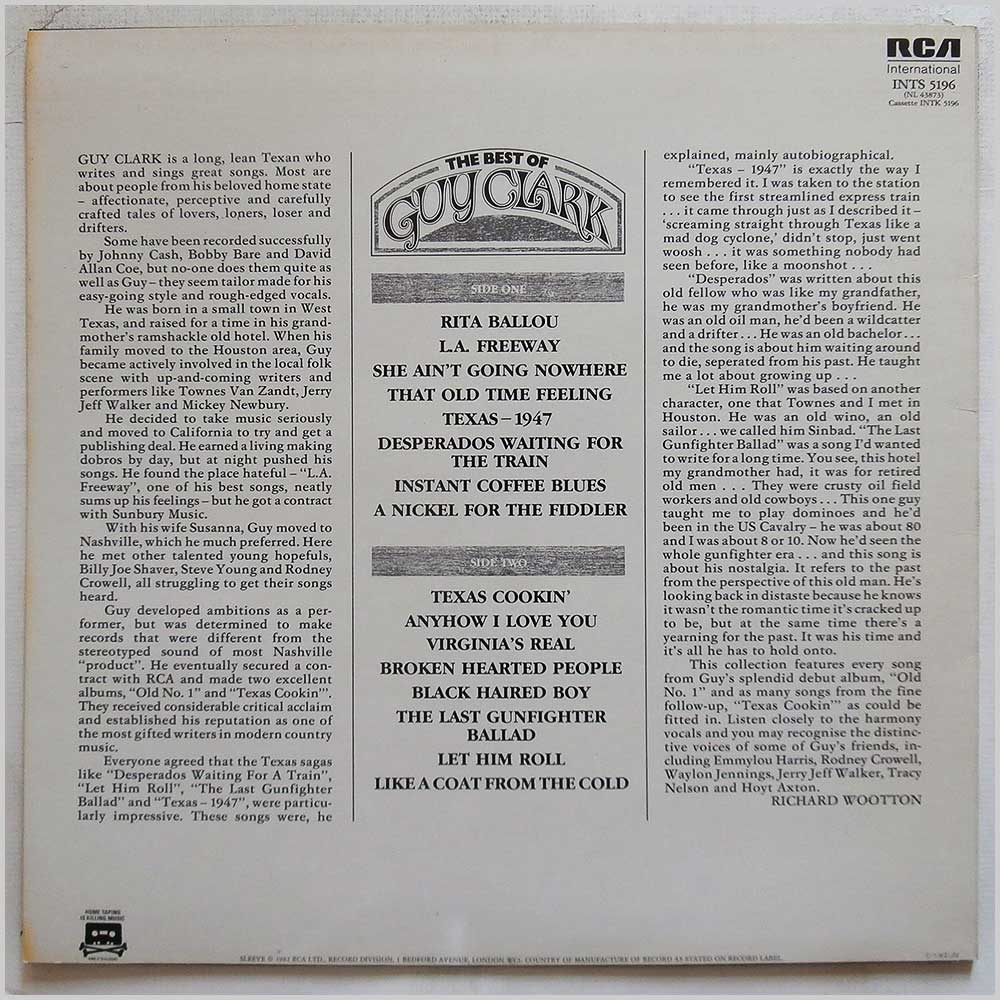 RCA
International
INTS 5196
(NL 43873)
Cassette INTK 5196
GUY CLARK is a long, lean Texan who
writes and sings great songs. Most are
about people from his beloved home state
– affectionate, perceptive and carefully
crafted tales of lovers, loners, loser and
drifters.
Some have been recorded successfully
by Johnny Cash, Bobby Bare and David
Allan Coe, but no-one does them quite as
well as Guy – they seem tailor made for his
easy-going style and rough-edged vocals.
He was born in a small town in West
Texas, and raised for a time in his grand-
mother's ramshackle old hotel. When his
family moved to the Houston area, Guy
became actively involved in the local folk
scene with up-and-coming writers and
performers like Townes Van Zandt, Jerry
Jeff Walker and Mickey Newbury.
He decided to take music seriously
and moved to California to try and get a
publishing deal. He earned a living making
dobros by day, but at night pushed his
songs. He found the place hateful – "L.A.
Freeway", one of his best songs, neatly
sums up his feelings – but he got a contract
with Sunbury Music.
With his wife Susanna, Guy moved to
Nashville, which he much preferred. Here
he met other talented young hopefuls,
Billy Joe Shaver, Steve Young and Rodney
Crowell, all struggling to get their songs
heard.
Guy developed ambitions as a per-
former, but was determined to make
records that were different from the
stereotyped sound of most Nashville
"product". He eventually secured a con-
tract with RCA and made two excellent
albums, "Old No. 1" and "Texas Cookin'".
They received considerable critical acclaim
and established his reputation as one of
the most gifted writers in modern country
music.
Everyone agreed that the Texas sagas
like "Desperados Waiting For A Train",
"Let Him Roll", "The Last Gunfighter
Ballad" and "Texas – 1947", were particu-
larly impressive. These songs were, he
THE BEST OF
GUY CLARK
SIDE ONE
RITA BALLOU
L.A. FREEWAY
SHE AIN'T GOING NOWHERE
THAT OLD TIME FEELING
TEXAS – 1947
DESPERADOS WAITING FOR
THE TRAIN
INSTANT COFFEE BLUES
A NICKEL FOR THE FIDDLER
SIDE TWO
TEXAS COOKIN'
ANYHOW I LOVE YOU
VIRGINIA'S REAL
BROKEN HEARTED PEOPLE
BLACK HAIRED BOY
THE LAST GUNFIGHTER
BALLAD
LET HIM ROLL
LIKE A COAT FROM THE COLD
explained, mainly autobiographical.
"Texas – 1947" is exactly the way I
remembered it. I was taken to the station
to see the first streamlined express train
. . . it came through just as I described it –
'screaming straight through Texas like a
mad dog cyclone,' didn't stop, just went
woosh . . . it was something nobody had
seen before, like a moonshot . . .
"Desperados" was written about this
old fellow who was like my grandfather,
he was my grandmother's boyfriend. He
was an old oil man, he'd been a wildcatter
and a drifter . . . He was an old bachelor . . .
and the song is about him waiting around
to die, seperated from his past. He taught
me a lot about growing up . . .
"Let Him Roll" was based on another
character, one that Townes and I met in
Houston. He was an old wino, an old
sailor . . . we called him Sinbad. "The Last
Gunfighter Ballad" was a song I'd wanted
to write for a long time. You see, this hotel
my grandmother had, it was for retired
old men . . . They were crusty oil field
workers and old cowboys . . . This one guy
taught me to play dominoes and he'd
been in the US Cavalry – he was about 80
and I was about 8 or 10. Now he'd seen the
whole gunfighter era . . . and this song is
about his nostalgia. It refers to the past
from the perspective of this old man. He's
looking back in distaste because he knows
it wasn't the romantic time it's cracked up
to be, but at the same time there's a
yearning for the past. It was his time and
it's all he has to hold onto.
This collection features every song
from Guy's splendid debut album, "Old
No. 1" and as many songs from the fine
follow-up, "Texas Cookin'" as could be
fitted in. Listen closely to the harmony
vocals and you may recognise the distinc-
tive voices of some of Guy's friends, in-
cluding Emmylou Harris, Rodney Crowell,
Waylon Jennings, Jerry Jeff Walker, Tracy
Nelson and Hoyt Axton.
RICHARD WOOTTON
HOME TAPING
IS KILLING MUSIC
SLEEVE © 1982 RCA LTD., RECORD DIVISION, 1 BEDFORD AVENUE, LONDON WC1. COUNTRY OF MANUFACTURE OF RECORD AS STATED ON RECORD LABEL.